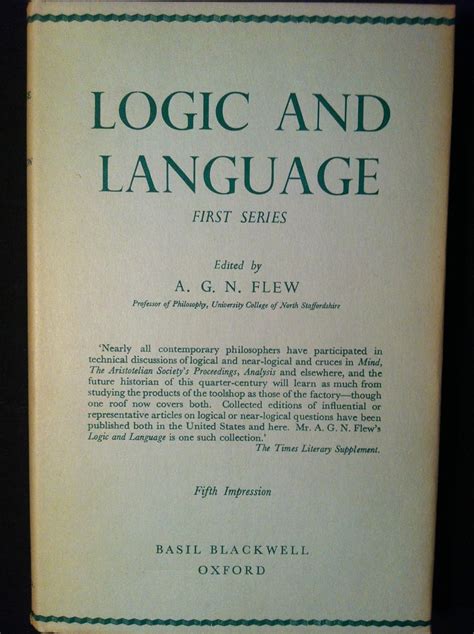 LOGIC AND
LANGUAGE
FIRST SERIES
Edited by
A. G. N. FLEW
Professor of Philosophy, University College of North Staffordshire
'Nearly all contemporary philosophers have participated in
technical discussions of logical and near-logical and cruces in Mind,
The Aristotelian Society's Proceedings, Analysis and elsewhere, and the
future historian of this quarter-century will learn as much from
studying the products of the toolshop as those of the factory—though
one roof now covers both. Collected editions of influential or
representative articles on logical or near-logical questions have been
published both in the United States and here. Mr. A. G. N. Flew's
Logic and Language is one such collection.'
The Times Literary Supplement.
Fifth Impression
BASIL BLACKWELL
OXFORD